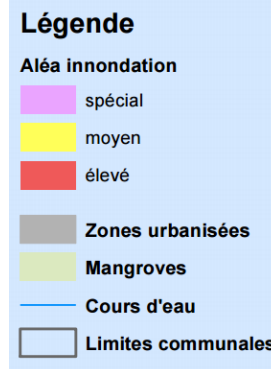 Légende
Aléa innondation
spécial
moyen
élevé
Zones urbanisées
Mangroves
Cours d'eau
Limites communales